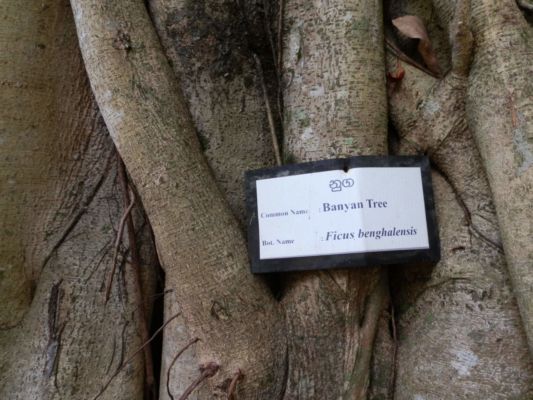 නුග
Common Name : Banyan Tree
Bot. Name : Ficus benghalensis